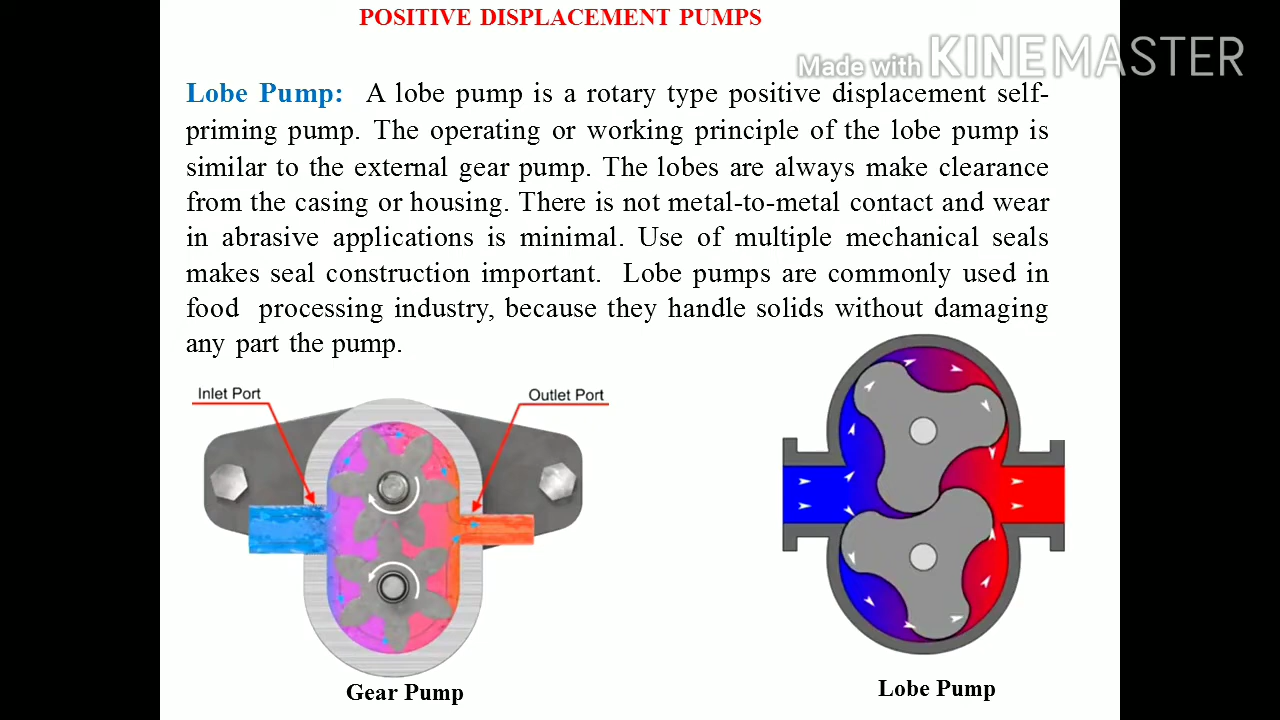 POSITIVE DISPLACEMENT PUMPS
Made with KINEMASTER
Lobe Pump: A lobe pump is a rotary type positive displacement self-
priming pump. The operating or working principle of the lobe pump is
similar to the external gear pump. The lobes are always make clearance
from the casing or housing. There is not metal-to-metal contact and wear
in abrasive applications is minimal. Use of multiple mechanical seals
makes seal construction important. Lobe pumps are commonly used in
food processing industry, because they handle solids without damaging
any part the pump.
Inlet Port
Outlet Port
Gear Pump
Lobe Pump